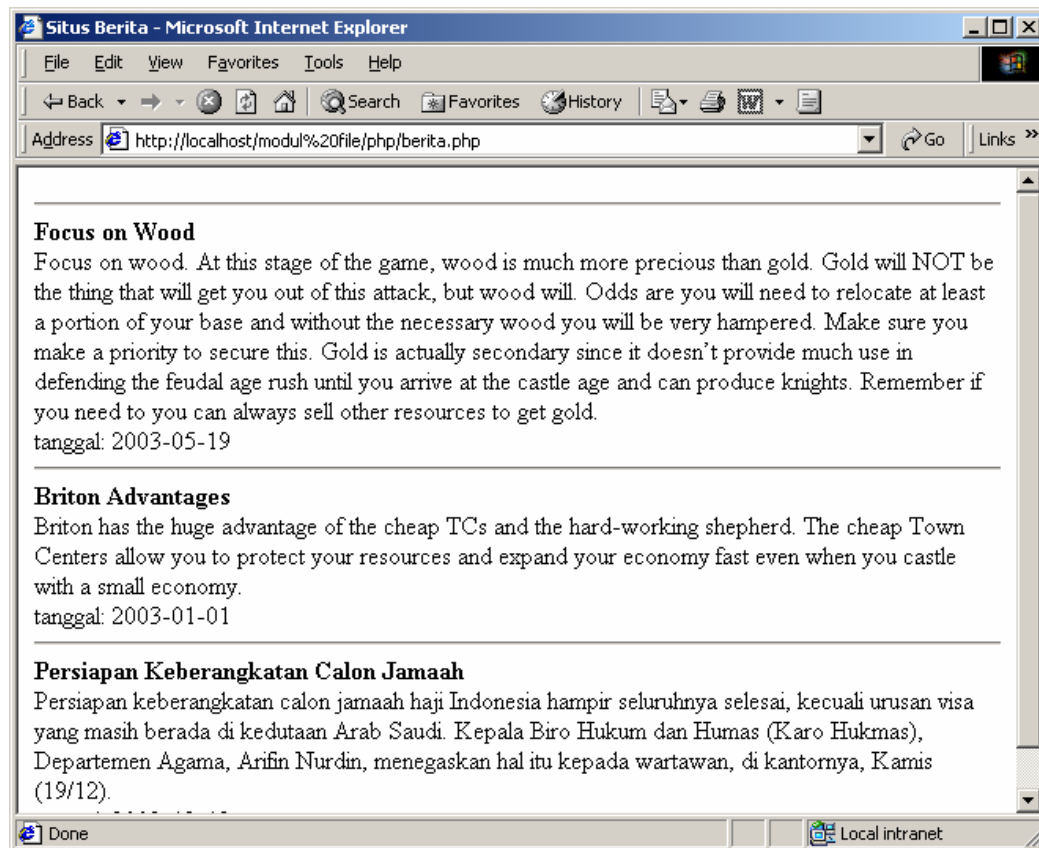 Situs Berita - Microsoft Internet Explorer
File Edit View Favorites Tools Help
Back Search Favorites History
Address http://localhost/modul%20file/php/berita.php Go Links »
Focus on Wood
Focus on wood. At this stage of the game, wood is much more precious than gold. Gold will NOT be
the thing that will get you out of this attack, but wood will. Odds are you will need to relocate at least
a portion of your base and without the necessary wood you will be very hampered. Make sure you
make a priority to secure this. Gold is actually secondary since it doesn't provide much use in
defending the feudal age rush until you arrive at the castle age and can produce knights. Remember if
you need to you can always sell other resources to get gold.
tanggal: 2003-05-19
Briton Advantages
Briton has the huge advantage of the cheap TCs and the hard-working shepherd. The cheap Town
Centers allow you to protect your resources and expand your economy fast even when you castle
with a small economy.
tanggal: 2003-01-01
Persiapan Keberangkatan Calon Jamaah
Persiapan keberangkatan calon jamaah haji Indonesia hampir seluruhnya selesai, kecuali urusan visa
yang masih berada di kedutaan Arab Saudi. Kepala Biro Hukum dan Humas (Karo Hukmas),
Departemen Agama, Arifin Nurdin, menegaskan hal itu kepada wartawan, di kantornya, Kamis
(19/12).
Done Local intranet